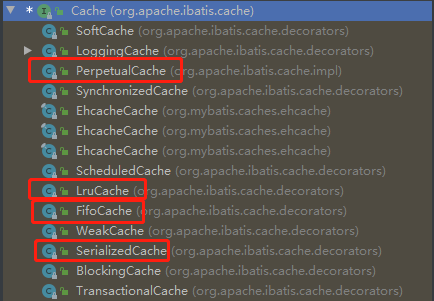 * Cache (org.apache.ibatis.cache)
SoftCache (org.apache.ibatis.cache.decorators)
LoggingCache (org.apache.ibatis.cache.decorators)
PerpetualCache (org.apache.ibatis.cache.impl)
SynchronizedCache (org.apache.ibatis.cache.decorators)
EhcacheCache (org.mybatis.caches.ehcache)
EhcacheCache (org.mybatis.caches.ehcache)
EhcacheCache (org.mybatis.caches.ehcache)
ScheduledCache (org.apache.ibatis.cache.decorators)
LruCache (org.apache.ibatis.cache.decorators)
FifoCache (org.apache.ibatis.cache.decorators)
WeakCache (org.apache.ibatis.cache.decorators)
SerializedCache (org.apache.ibatis.cache.decorators)
BlockingCache (org.apache.ibatis.cache.decorators)
TransactionalCache (org.apache.ibatis.cache.decorators)